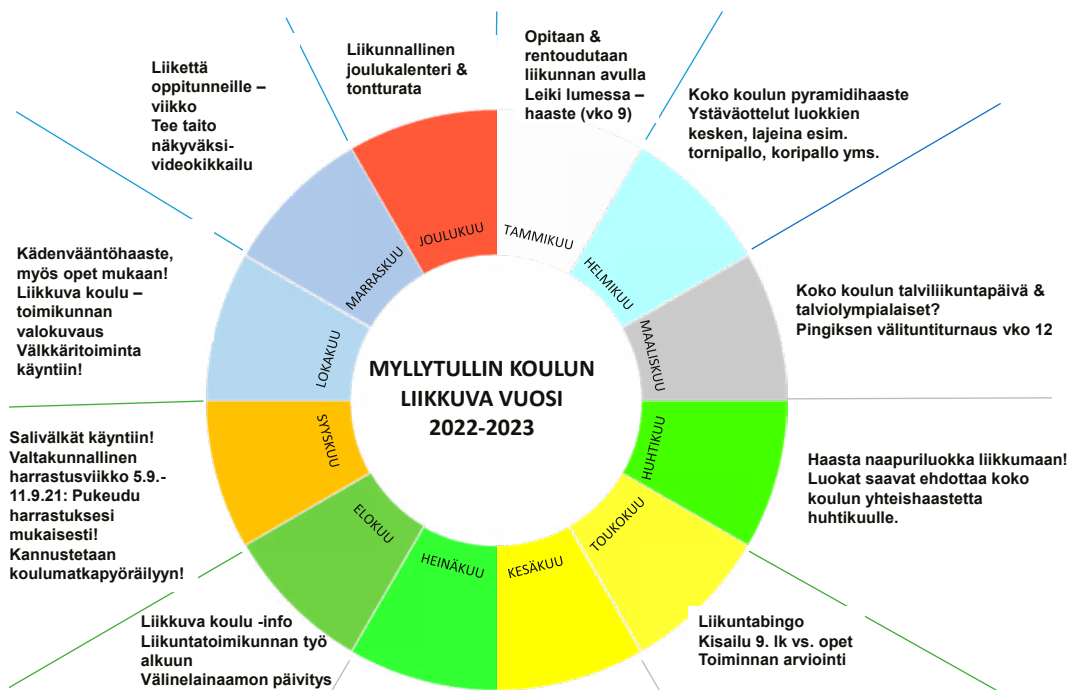 Liikunnallinen
joulukalenteri &
tontturata
Opitaan &
rentoudutaan
liikunnan avulla
Leiki lumessa –
haaste (vko 9)
Liikettä
oppitunneille –
viikko
Tee taito
näkyväksi-
videokikkailu
Koko koulun pyramidihaaste
Ystäväottelut luokkien
kesken, lajeina esim.
tornipallo, koripallo yms.
Kädenvääntöhaaste,
myös opet mukaan!
Liikkuva koulu –
toimikunnan
valokuvaus
Välkkäritoiminta
käyntiin!
Koko koulun talviliikuntapäivä &
talviolympialaiset?
Pingiksen välituntiturnaus vko 12
Salivälkät käyntiin!
Valtakunnallinen
harrastusviikko 5.9.-
11.9.21: Pukeudu
harrastuksesi
mukaisesti!
Kannustetaan
koulumatkapyöräilyyn!
Haasta naapuriluokka liikkumaan!
Luokat saavat ehdottaa koko
koulun yhteishaastetta
huhtikuulle.
Liikkuva koulu -info
Liikuntatoimikunnan työ
alkuun
Välinelainaamon päivitys
Liikuntabingo
Kisailu 9. lk vs. opet
Toiminnan arviointi
JOULUKUU
TAMMIKUU
HELMIKUU
MAALISKUU
HUHTIKUU
TOUKOKUU
KESÄKUU
HEINÄKUU
ELOKUU
SYYSKUU
LOKAKUU
MARRASKUU
MYLLYTULLIN KOULUN
LIIKKUVA VUOSI
2022-2023